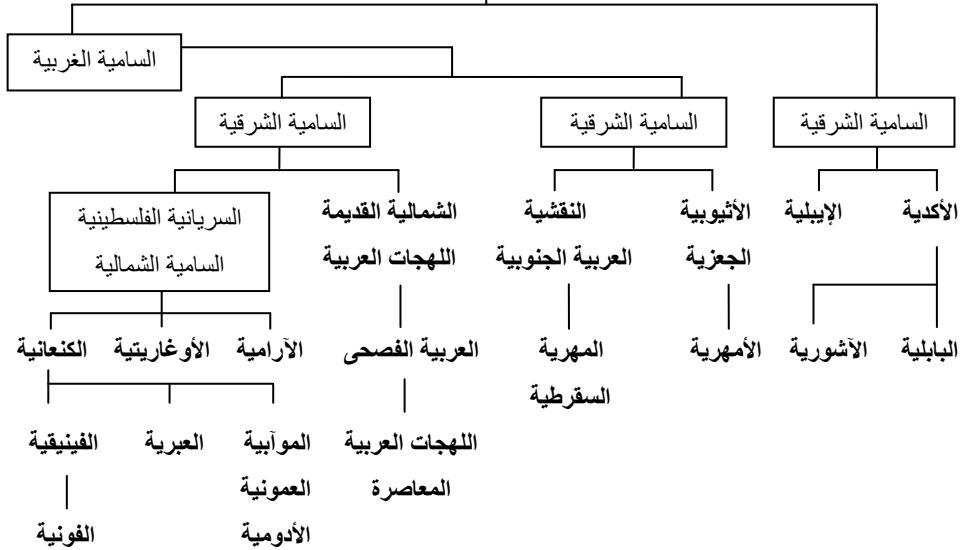 السامية الغربية
السامية الشرقية
السامية الشرقية
السامية الشرقية
الأكدية
الإيبلية
الأثيوبية
الجعزية
النقشية
العربية الجنوبية
الشمالية القديمة
اللهجات العربية
السريانية الفلسطينية
السامية الشمالية
البابلية
الآشورية
الأمهرية
المهرية
السقرطية
العربية الفصحى
الآرامية
الأوغاريتية
الكنعانية
اللهجات العربية
المعاصرة
الموآبية
العمونية
الأدومية
العبرية
الفينيقية
الفونية